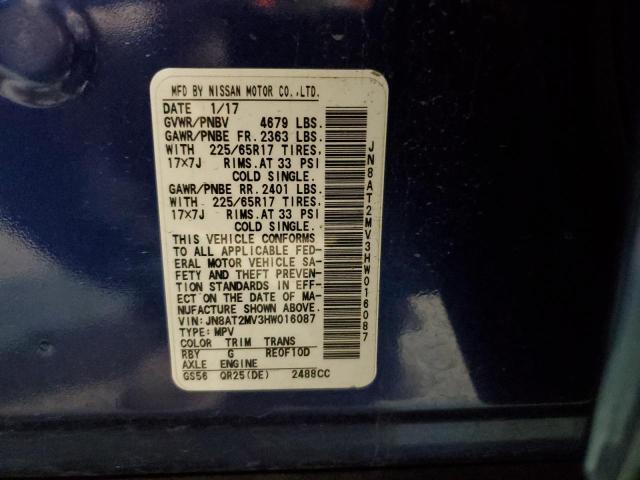 MFD BY NISSAN MOTOR CO.,LTD.
DATE 1/17
GVWR/PNBV 4679 LBS.
GAWR/PNBE FR. 2363 LBS.
WITH 225/65R17 TIRES,
17×7J RIMS.AT 33 PSI
COLD SINGLE.
GAWR/PNBE RR. 2401 LBS.
WITH 225/65R17 TIRES,
17×7J RIMS.AT 33 PSI
COLD SINGLE.
THIS VEHICLE CONFORMS
TO ALL APPLICABLE FED-
ERAL MOTOR VEHICLE SA-
FETY AND THEFT PREVEN-
TION STANDARDS IN EFF-
ECT ON THE DATE OF MA-
NUFACTURE SHOWN ABOVE.
VIN: JN8AT2MV3HW016087
TYPE: MPV
COLOR TRIM TRANS
RBY G RE0F10D
AXLE ENGINE
GS56 QR25(DE) 2488CC
JN8AT2MV3HW016087